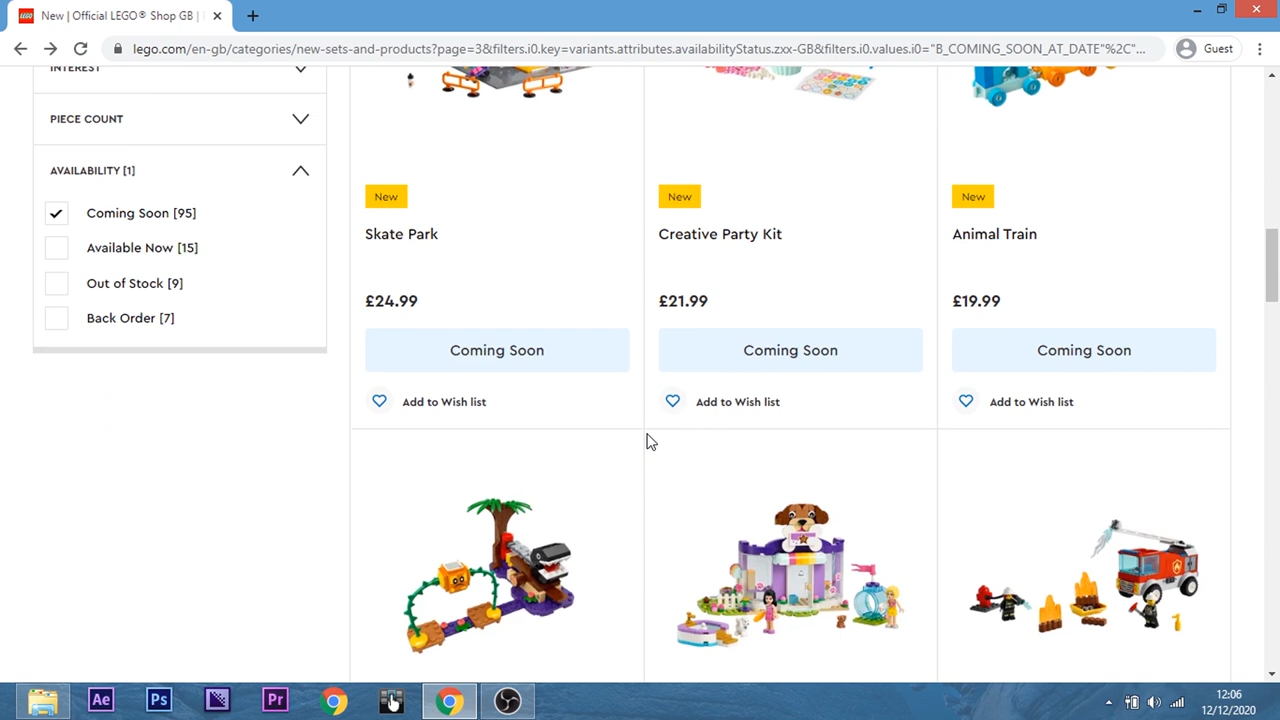 New | Official LEGO® Shop GB |
lego.com/en-gb/categories/new-sets-and-products?page=3&filters.i0.key=variants.attributes.availabilityStatus.zxx-GB&filters.i0.values.i0="B_COMING_SOON_AT_DATE"%2C"...
Guest
INTEREST
PIECE COUNT
AVAILABILITY [1]
Coming Soon [95]
Available Now [15]
Out of Stock [9]
Back Order [7]
New
New
New
Skate Park
Creative Party Kit
Animal Train
£24.99
£21.99
£19.99
Coming Soon
Coming Soon
Coming Soon
Add to Wish list
Add to Wish list
Add to Wish list
Ae
Ps
Pr
12:06
12/12/2020